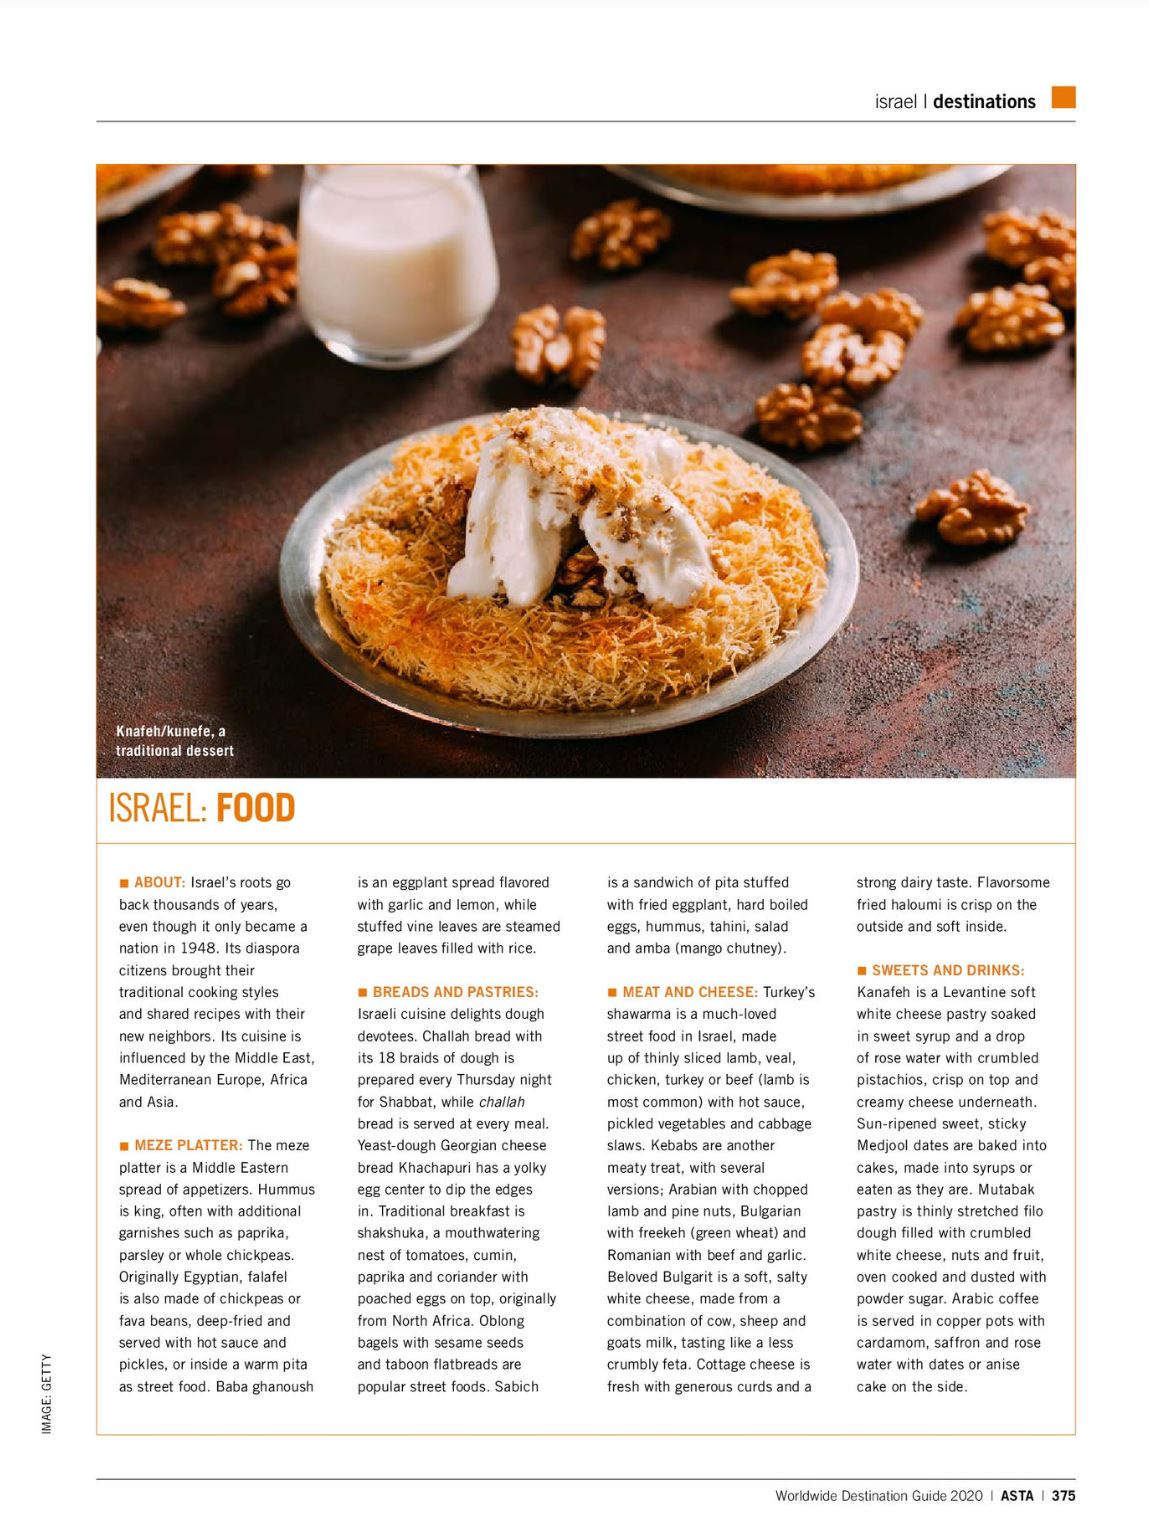 israel | destinations
Knafeh/kunefe, a
traditional dessert
ISRAEL: FOOD
■ ABOUT: Israel's roots go
back thousands of years,
even though it only became a
nation in 1948. Its diaspora
citizens brought their
traditional cooking styles
and shared recipes with their
new neighbors. Its cuisine is
influenced by the Middle East,
Mediterranean Europe, Africa
and Asia.
■ MEZE PLATTER: The meze
platter is a Middle Eastern
spread of appetizers. Hummus
is king, often with additional
garnishes such as paprika,
parsley or whole chickpeas.
Originally Egyptian, falafel
is also made of chickpeas or
fava beans, deep-fried and
served with hot sauce and
pickles, or inside a warm pita
as street food. Baba ghanoush
is an eggplant spread flavored
with garlic and lemon, while
stuffed vine leaves are steamed
grape leaves filled with rice.
■ BREADS AND PASTRIES:
Israeli cuisine delights dough
devotees. Challah bread with
its 18 braids of dough is
prepared every Thursday night
for Shabbat, while challah
bread is served at every meal.
Yeast-dough Georgian cheese
bread Khachapuri has a yolky
egg center to dip the edges
in. Traditional breakfast is
shakshuka, a mouthwatering
nest of tomatoes, cumin,
paprika and coriander with
poached eggs on top, originally
from North Africa. Oblong
bagels with sesame seeds
and taboon flatbreads are
popular street foods. Sabich
is a sandwich of pita stuffed
with fried eggplant, hard boiled
eggs, hummus, tahini, salad
and amba (mango chutney).
■ MEAT AND CHEESE: Turkey's
shawarma is a much-loved
street food in Israel, made
up of thinly sliced lamb, veal,
chicken, turkey or beef (lamb is
most common) with hot sauce,
pickled vegetables and cabbage
slaws. Kebabs are another
meaty treat, with several
versions; Arabian with chopped
lamb and pine nuts, Bulgarian
with freekeh (green wheat) and
Romanian with beef and garlic.
Beloved Bulgarit is a soft, salty
white cheese, made from a
combination of cow, sheep and
goats milk, tasting like a less
crumbly feta. Cottage cheese is
fresh with generous curds and a
strong dairy taste. Flavorsome
fried haloumi is crisp on the
outside and soft inside.
■ SWEETS AND DRINKS:
Kanafeh is a Levantine soft
white cheese pastry soaked
in sweet syrup and a drop
of rose water with crumbled
pistachios, crisp on top and
creamy cheese underneath.
Sun-ripened sweet, sticky
Medjool dates are baked into
cakes, made into syrups or
eaten as they are. Mutabak
pastry is thinly stretched filo
dough filled with crumbled
white cheese, nuts and fruit,
oven cooked and dusted with
powder sugar. Arabic coffee
is served in copper pots with
cardamom, saffron and rose
water with dates or anise
cake on the side.
IMAGE: GETTY
Worldwide Destination Guide 2020 | ASTA | 375